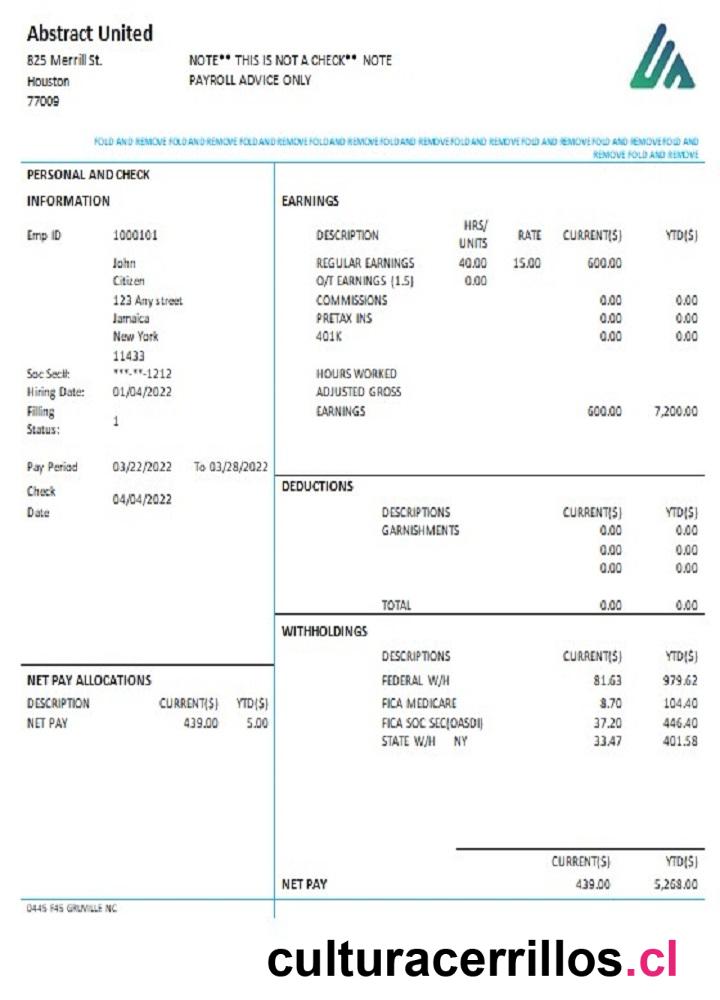 Abstract United
825 Merrill St.
Houston
77009
NOTE** THIS IS NOT A CHECK** NOTE
PAYROLL ADVICE ONLY
FOLD AND REMOVE FOLD AND REMOVE FOLD AND REMOVE FOLD AND REMOVE FOLD AND REMOVE FOLD AND REMOVE FOLD AND REMOVE FOLD AND REMOVE FOLD AND
REMOVE FOLD AND REMOVE
PERSONAL AND CHECK
INFORMATION
Emp ID 1000101
John
Citizen
123 Any street
Jamaica
New York
11433
Soc Sec#: ***-**-1212
Hiring Date: 01/04/2022
Filling
Status: 1
Pay Period 03/22/2022 To 03/28/2022
Check
Date 04/04/2022
NET PAY ALLOCATIONS
DESCRIPTION CURRENT($) YTD($)
NET PAY 439.00 5.00
EARNINGS
DESCRIPTION HRS/ UNITS RATE CURRENT($) YTD($)
REGULAR EARNINGS 40.00 15.00 600.00
O/T EARNINGS (1.5) 0.00
COMMISSIONS 0.00 0.00
PRETAX INS 0.00 0.00
401K 0.00 0.00
HOURS WORKED
ADJUSTED GROSS
EARNINGS 600.00 7,200.00
DEDUCTIONS
DESCRIPTIONS CURRENT($) YTD($)
GARNISHMENTS 0.00 0.00
0.00 0.00
0.00 0.00
TOTAL 0.00 0.00
WITHHOLDINGS
DESCRIPTIONS CURRENT($) YTD($)
FEDERAL W/H 81.63 979.62
FICA MEDICARE 8.70 104.40
FICA SOC SEC(OASDI) 37.20 446.40
STATE W/H NY 33.47 401.58
CURRENT($) YTD($)
NET PAY 439.00 5,268.00
0445 F45 GRUVILLE NC
culturacerrillos.cl